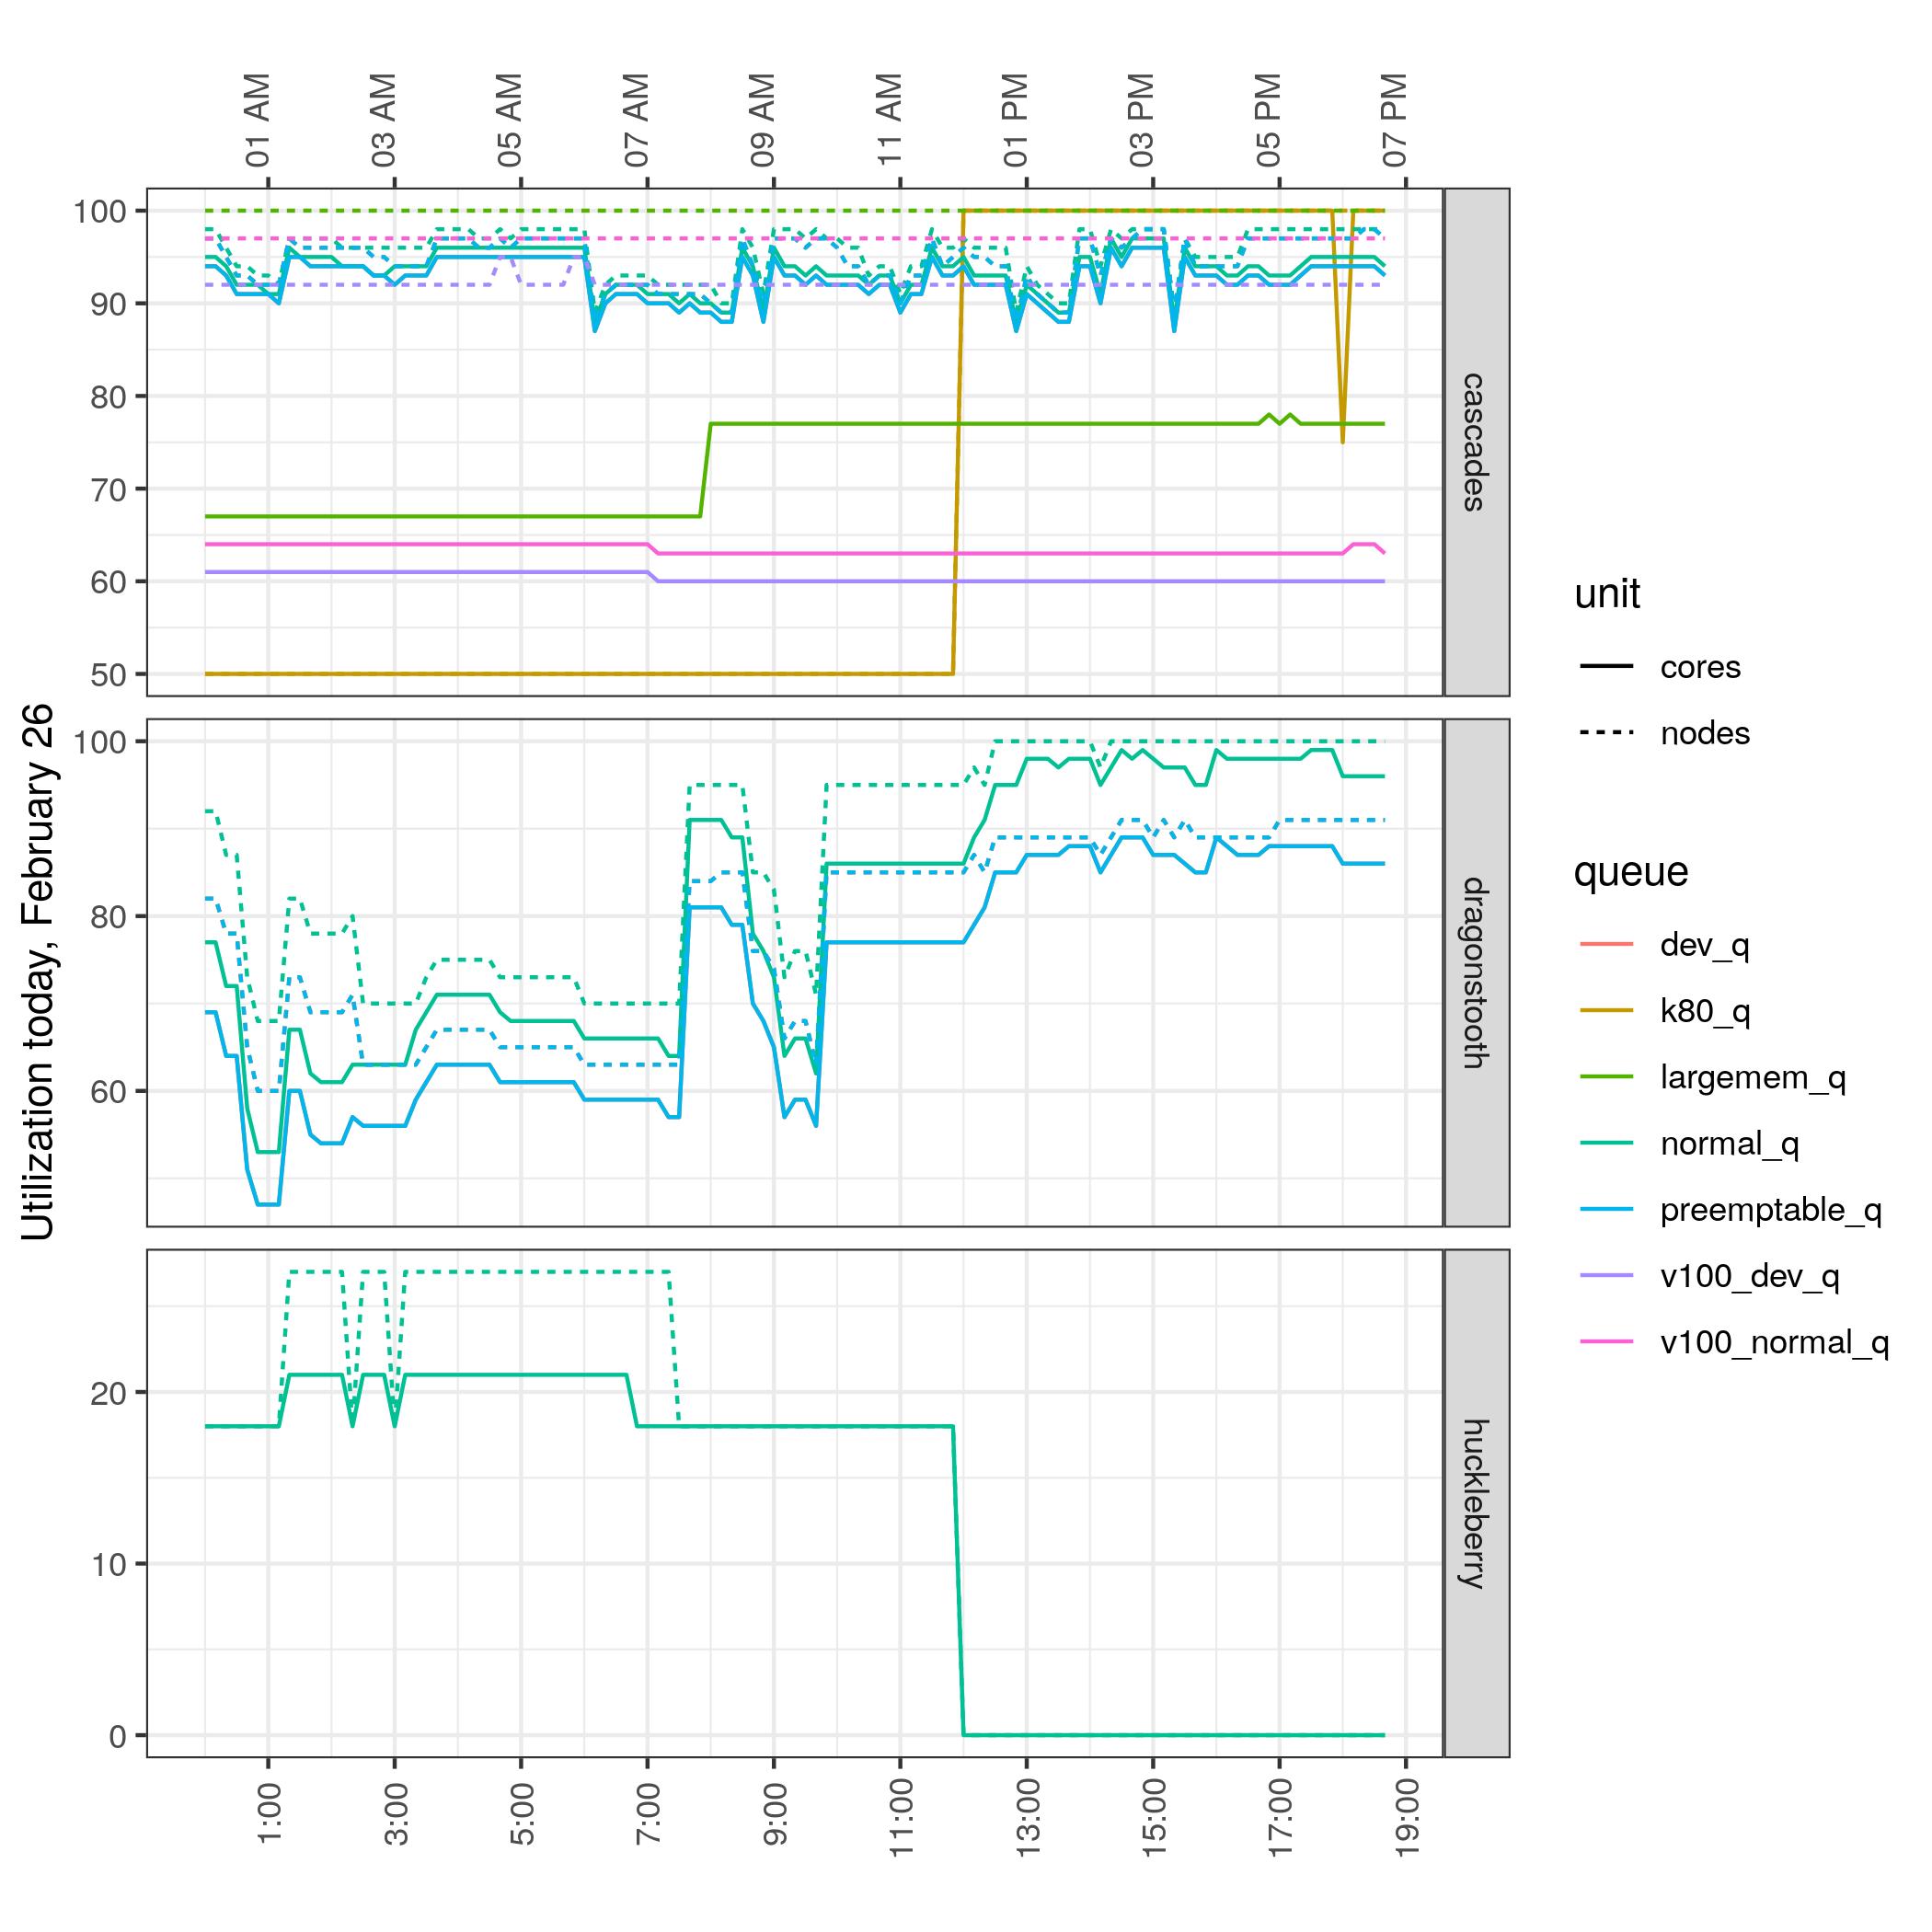 01 AM
03 AM
05 AM
07 AM
09 AM
11 AM
01 PM
03 PM
05 PM
07 PM
Utilization today, February 26
100
90
80
70
60
50
cascades
100
80
60
dragonstooth
20
10
0
huckleberry
1:00
3:00
5:00
7:00
9:00
11:00
13:00
15:00
17:00
19:00
unit
cores
nodes
queue
dev_q
k80_q
largemem_q
normal_q
preemptable_q
v100_dev_q
v100_normal_q